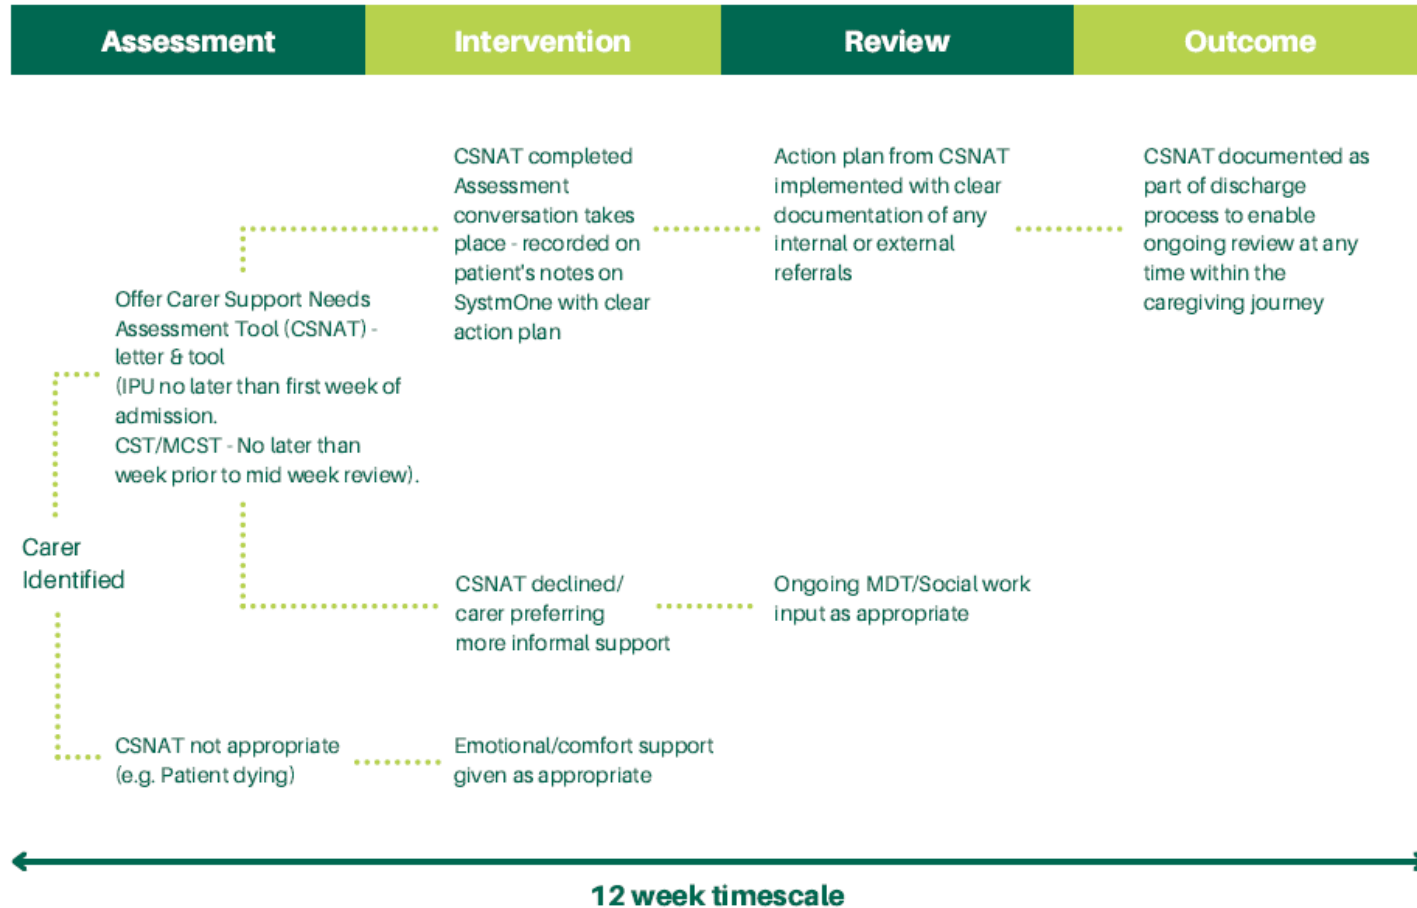 Assessment
Intervention
Review
Outcome
CSNAT completed
Assessment
conversation takes
place - recorded on
patient's notes on
SystmOne with clear
action plan
Action plan from CSNAT
implemented with clear
documentation of any
internal or external
referrals
CSNAT documented as
part of discharge
process to enable
ongoing review at any
time within the
caregiving journey
Offer Carer Support Needs
Assessment Tool (CSNAT) -
letter & tool
(IPU no later than first week of
admission.
CST/MCST - No later than
week prior to mid week review).
Carer
Identified
CSNAT declined/
carer preferring
more informal support
Ongoing MDT/Social work
input as appropriate
CSNAT not appropriate
(e.g. Patient dying)
Emotional/comfort support
given as appropriate
12 week timescale